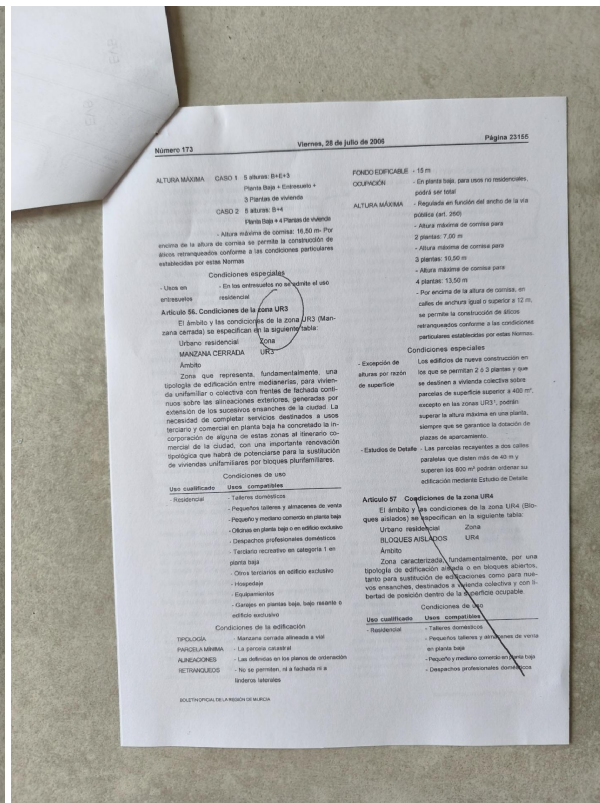 Número 173
Viernes, 28 de julio de 2006
Página 23155
ALTURA MÁXIMA CASO 1 5 alturas: B+E+3
Planta Baja + Entresuelo +
3 Plantas de vivienda
CASO 2 5 alturas: B+4
Planta Baja + 4 Plantas de vivienda
- Altura máxima de cornisa: 16,50 m- Por
encima de la altura de cornisa se permite la construcción de
áticos retranqueados conforme a las condiciones particulares
establecidas por estas Normas
Condiciones especiales
- Usos en - En los entresuelos no se admite el uso
entresuelos residencial
Artículo 56. Condiciones de la zona UR3
El ámbito y las condiciones de la zona UR3 (Man-
zana cerrada) se especifican en la siguiente tabla:
Urbano residencial Zona
MANZANA CERRADA UR3
Ámbito
Zona que representa, fundamentalmente, una
tipología de edificación entre medianerías, para vivien-
da unifamiliar o colectiva con frentes de fachada conti-
nuos sobre las alineaciones exteriores, generadas por
extensión de los sucesivos ensanches de la ciudad. La
necesidad de completar servicios destinados a usos
terciario y comercial en planta baja ha concretado la in-
corporación de alguna de estas zonas al itinerario co-
mercial de la ciudad, con una importante renovación
tipológica que habrá de potenciarse para la sustitución
de viviendas unifamiliares por bloques plurifamiliares.
Condiciones de uso
Uso cualificado Usos compatibles
- Residencial - Talleres domésticos
- Pequeños talleres y almacenes de venta
- Pequeño y mediano comercio en planta baja
- Oficinas en planta baja o en edificio exclusivo
- Despachos profesionales domésticos
- Terciario recreativo en categoría 1 en
planta baja
- Otros terciarios en edificio exclusivo
- Hospedaje
- Equipamientos
- Garajes en plantas baja, bajo rasante o
edificio exclusivo
Condiciones de la edificación
TIPOLOGÍA - Manzana cerrada alineada a vial
PARCELA MÍNIMA - La parcela catastral
ALINEACIONES - Las definidas en los planos de ordenación
RETRANQUEOS - No se permiten, ni a fachada ni a
linderos laterales
FONDO EDIFICABLE - 15 m
OCUPACIÓN - En planta baja, para usos no residenciales,
podrá ser total
ALTURA MÁXIMA - Regulada en función del ancho de la vía
pública (art. 350)
- Altura máxima de cornisa para
2 plantas: 7,00 m
- Altura máxima de cornisa para
3 plantas: 10,00 m
- Altura máxima de cornisa para
4 plantas: 13,50 m
- Por encima de la altura de cornisa, en
calles de anchura igual o superior a 12 m,
se permite la construcción de áticos
retranqueados conforme a las condiciones
particulares establecidas por estas Normas.
Condiciones especiales
- Excepción de Los edificios de nueva construcción en
alturas por razón los que se permitan 2 ó 3 plantas y que
de superficie se destinen a vivienda colectiva sobre
parcelas de superficie superior a 400 m²,
excepto en las zonas UR3¹, podrán
superar la altura máxima en una planta,
siempre que se garantice la dotación de
plazas de aparcamiento.
- Estudios de Detalle - Las parcelas recayentes a dos calles
paralelas que disten más de 40 m y
superen los 800 m² podrán ordenar su
edificación mediante Estudio de Detalle.
Artículo 57 Condiciones de la zona UR4
El ámbito y las condiciones de la zona UR4 (Blo-
ques aislados) se especifican en la siguiente tabla:
Urbano residencial Zona
BLOQUES AISLADOS UR4
Ámbito
Zona caracterizada, fundamentalmente, por una
tipología de edificación aislada o en bloques abiertos,
tanto para sustitución de edificaciones como para nue-
vos ensanches, destinados a vivienda colectiva y con li-
bertad de posición dentro de la superficie ocupable.
Condiciones de uso
Uso cualificado Usos compatibles
- Residencial - Talleres domésticos
- Pequeños talleres y almacenes de venta
en planta baja
- Pequeño y mediano comercio en planta baja
- Despachos profesionales domésticos
BOLETÍN OFICIAL DE LA REGIÓN DE MURCIA